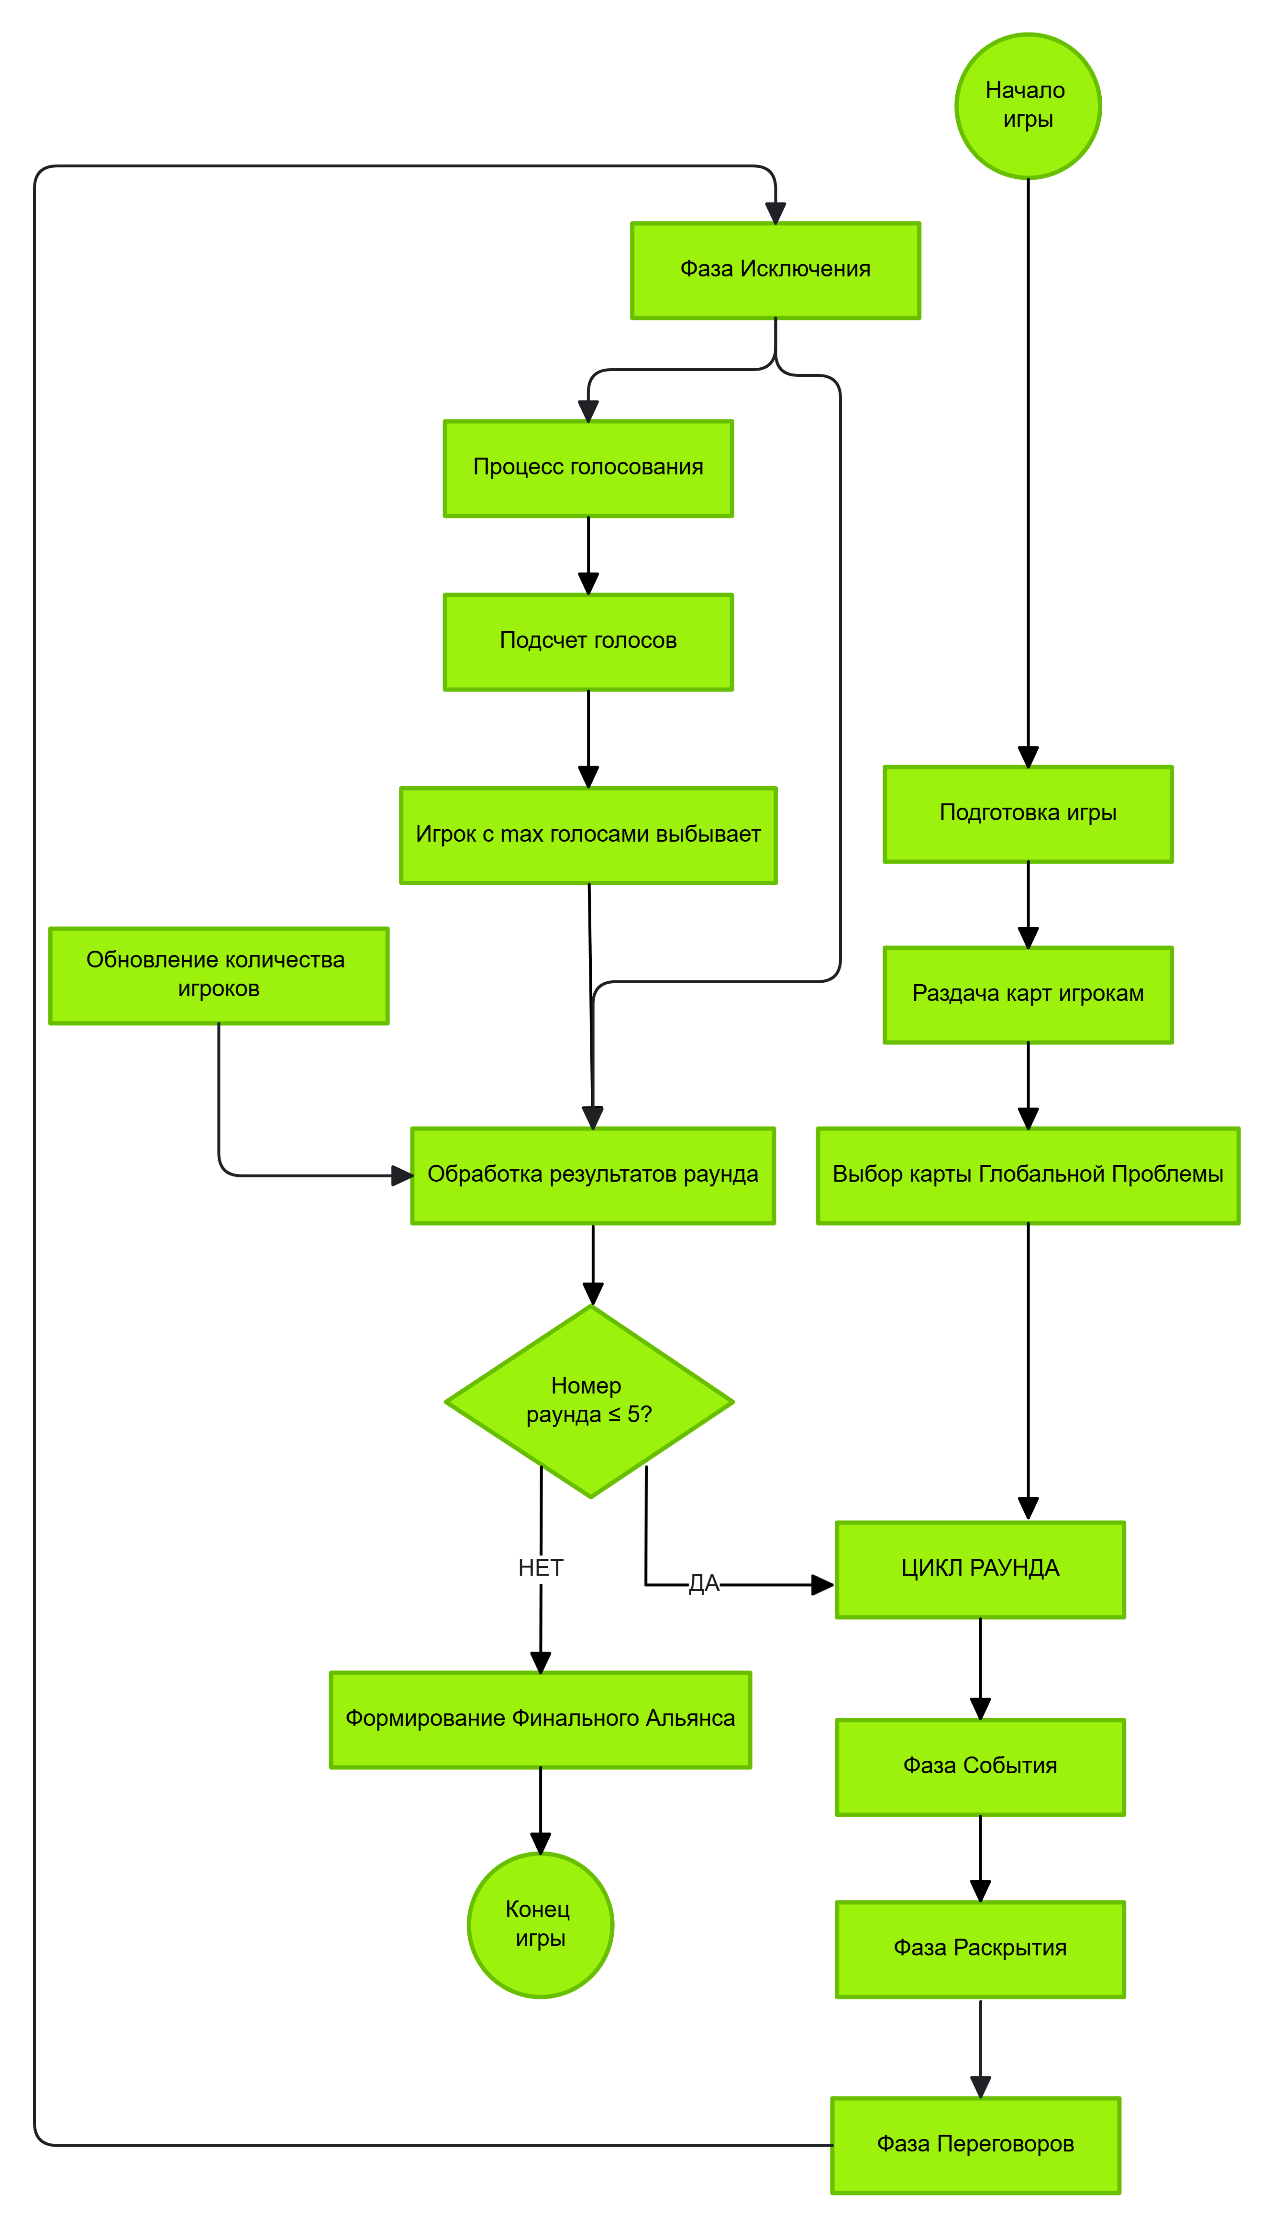 Начало
игры
Фаза Исключения
Процесс голосования
Подсчет голосов
Игрок с max голосами выбывает
Подготовка игры
Обновление количества
игроков
Раздача карт игрокам
Обработка результатов раунда
Выбор карты Глобальной Проблемы
Номер
раунда ≤ 5?
НЕТ
ДА
ЦИКЛ РАУНДА
Формирование Финального Альянса
Фаза События
Конец
игры
Фаза Раскрытия
Фаза Переговоров